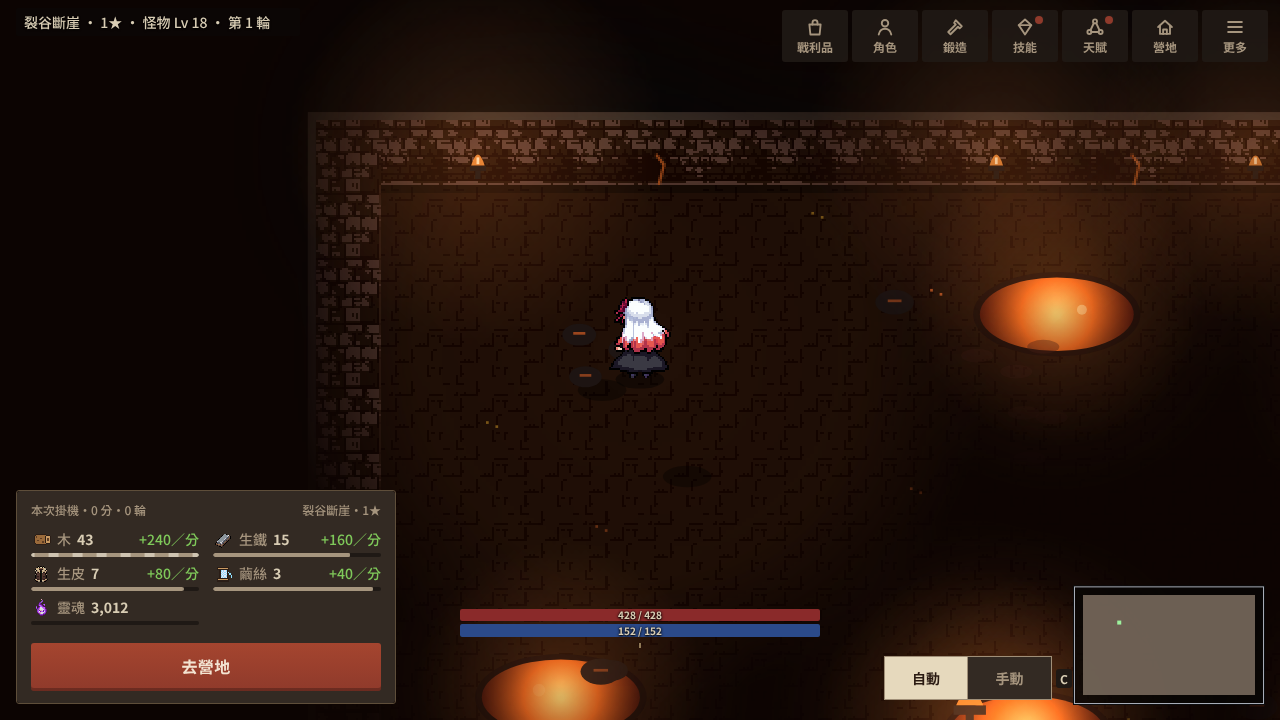 裂谷斷崖 · 1★ · 怪物 Lv 18 · 第 1 輪
戰利品
角色
鍛造
技能
天賦
營地
更多
本次掛機·0 分·0 輪
裂谷斷崖·1★
木 43 +240／分
生鐵 15 +160／分
生皮 7 +80／分
繭絲 3 +40／分
靈魂 3,012
去營地
428 / 428
152 / 152
自動
手動
C